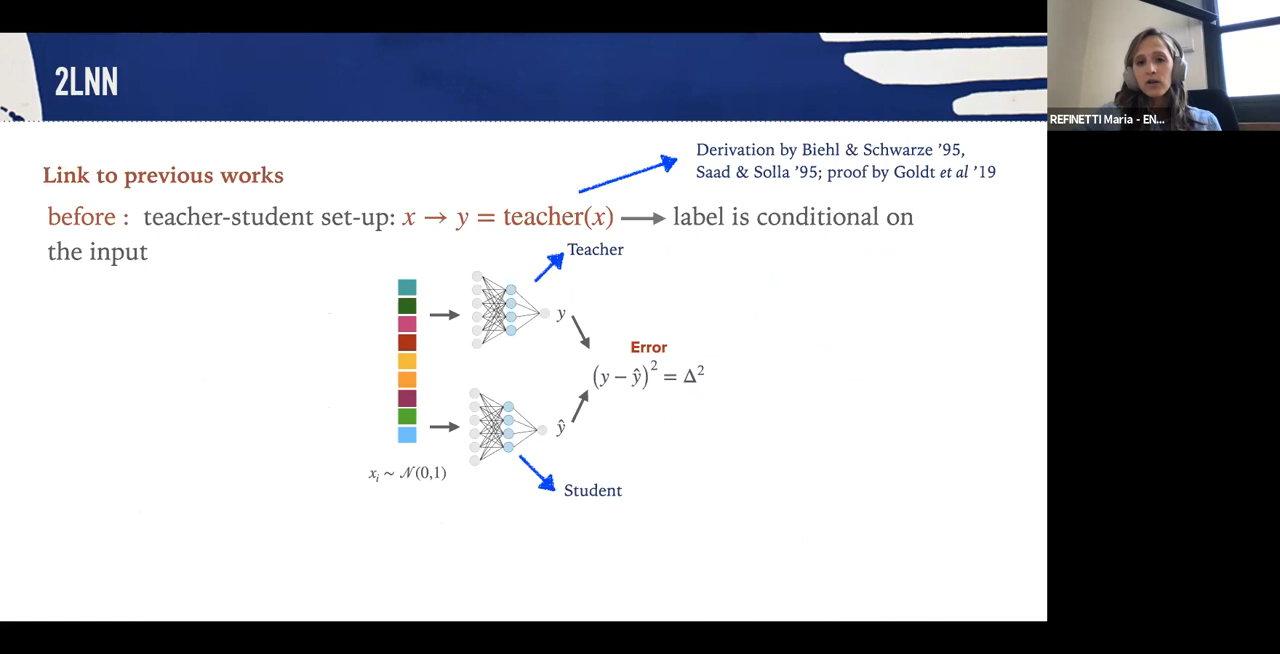 2LNN
REFINETTI Maria - EN...
Derivation by Biehl & Schwarze ’95,
Saad & Solla ’95; proof by Goldt et al ’19
Link to previous works
before : teacher-student set-up: x → y = teacher(x) ⟶ label is conditional on
the input
Teacher
y
Error
(y − ŷ)² = Δ²
ŷ
xᵢ ~ 𝒩(0,1)
Student